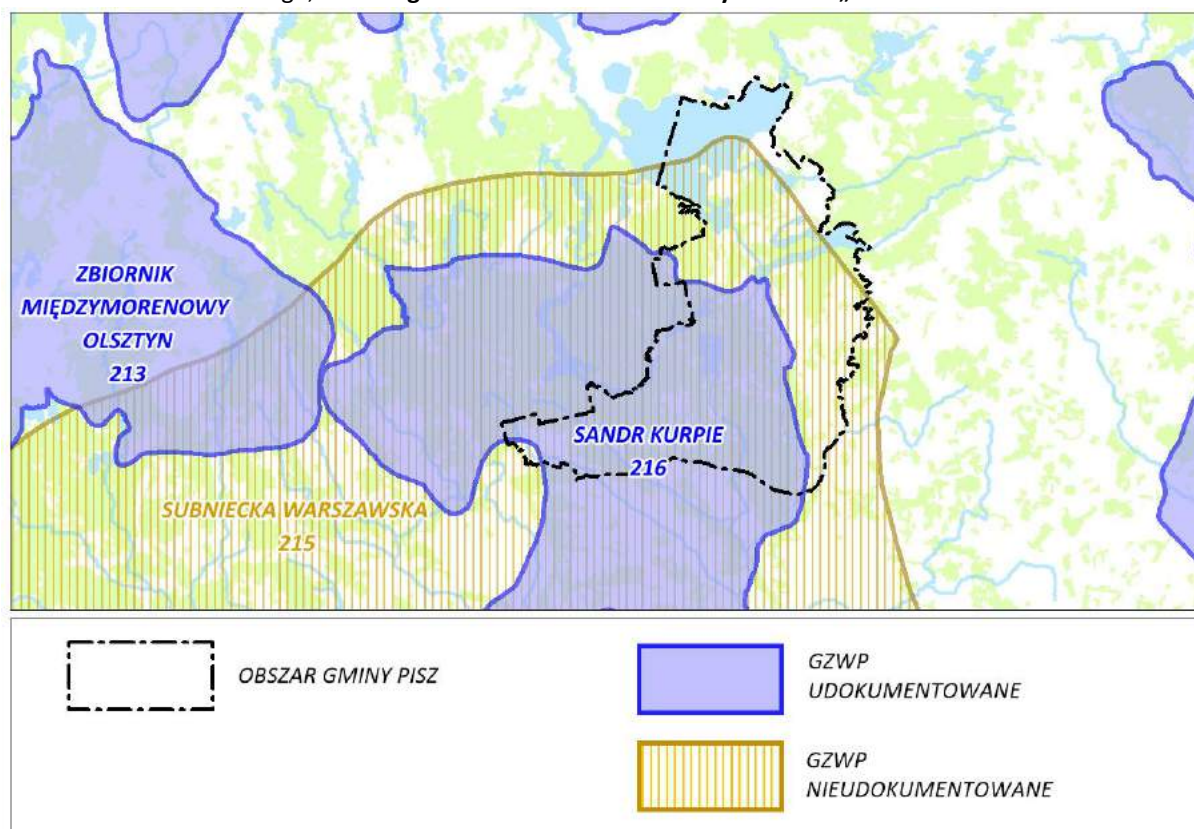 ZBIORNIK
MIĘDZYMORENOWY
OLSZTYN
213
SANDR KURPIE
216
SUBNIECKA WARSZAWSKA
215
OBSZAR GMINY PISZ
GZWP
UDOKUMENTOWANE
GZWP
NIEUDOKUMENTOWANE